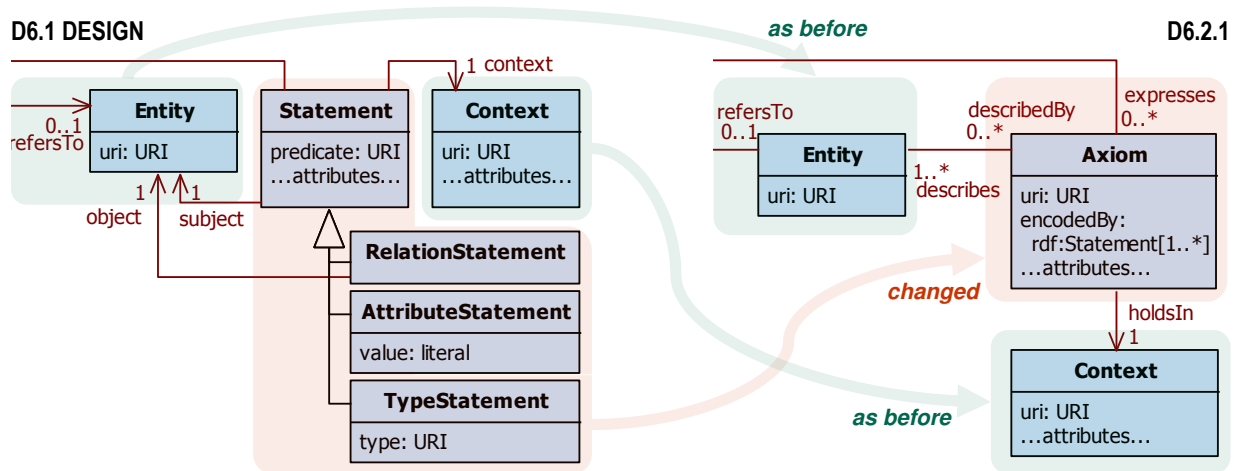 D6.1 DESIGN
as before
D6.2.1
1 context
Entity
uri: URI
0..1
refersTo
Statement
predicate: URI
...attributes...
Context
uri: URI
...attributes...
1
object
1
subject
RelationStatement
AttributeStatement
value: literal
TypeStatement
type: URI
refersTo
0..1
Entity
uri: URI
describedBy
0..*
1..*
describes
expresses
0..*
Axiom
uri: URI
encodedBy:
rdf:Statement[1..*]
...attributes...
changed
holdsIn
1
Context
uri: URI
...attributes...
as before